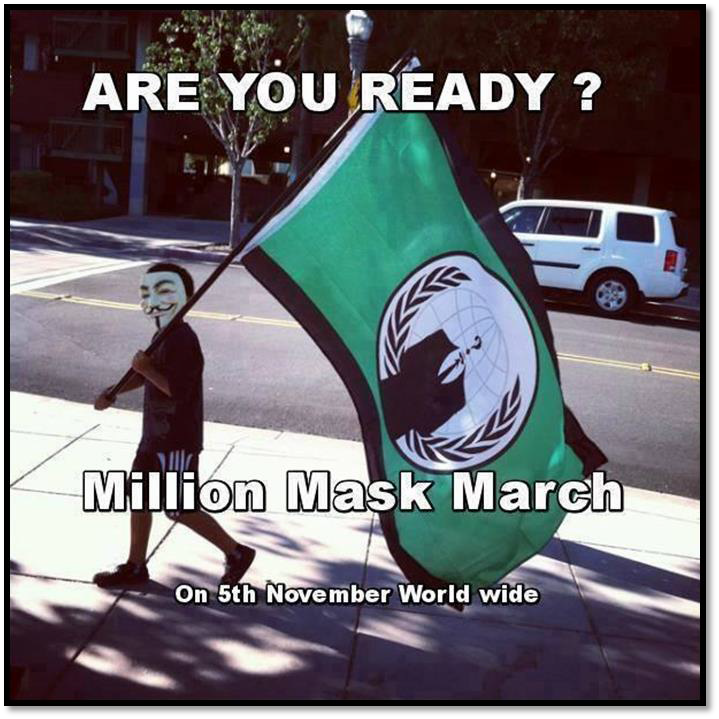 ARE YOU READY ?
Million Mask March
On 5th November World wide